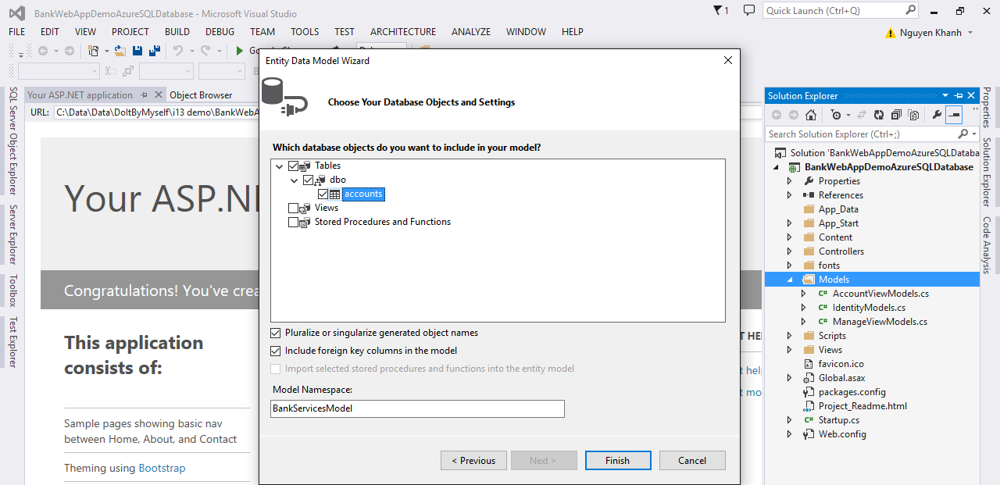 BankWebAppDemoAzureSQLDatabase - Microsoft Visual Studio
1
Quick Launch (Ctrl+Q)
FILE EDIT VIEW PROJECT BUILD DEBUG TEAM TOOLS TEST ARCHITECTURE ANALYZE WINDOW HELP
Nguyen Khanh
Your ASP.NET application
Object Browser
URL: C:\Data\Data\DoItByMyself\i13 demo\BankWebA
Your ASP.NE
Congratulations! You've crea
This application
consists of:
Sample pages showing basic nav
between Home, About, and Contact
Theming using Bootstrap
SQL Server Object Explorer
Server Explorer
Toolbox
Test Explorer
Entity Data Model Wizard
Choose Your Database Objects and Settings
Which database objects do you want to include in your model?
Tables
dbo
accounts
Views
Stored Procedures and Functions
Pluralize or singularize generated object names
Include foreign key columns in the model
Import selected stored procedures and functions into the entity model
Model Namespace:
BankServicesModel
< Previous
Next >
Finish
Cancel
T HE
t help
t mo
Solution Explorer
Search Solution Explorer (Ctrl+;)
Solution 'BankWebAppDemoAzureSQLDataba
BankWebAppDemoAzureSQLDatabase
Properties
References
App_Data
App_Start
Content
Controllers
fonts
Models
C# AccountViewModels.cs
C# IdentityModels.cs
C# ManageViewModels.cs
Scripts
Views
favicon.ico
Global.asax
packages.config
Project_Readme.html
C# Startup.cs
Web.config
Properties
Solution Explorer
Code Analysis